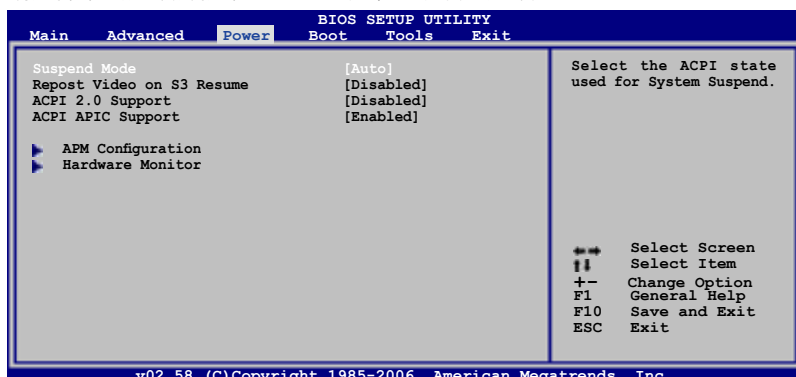 BIOS SETUP UTILITY
Main Advanced Power Boot Tools Exit
Suspend Mode [Auto]
Repost Video on S3 Resume [Disabled]
ACPI 2.0 Support [Disabled]
ACPI APIC Support [Enabled]
APM Configuration
Hardware Monitor
Select the ACPI state
used for System Suspend.
Select Screen
Select Item
+- Change Option
F1 General Help
F10 Save and Exit
ESC Exit
v02.58 (C)Copyright 1985-2006, American Megatrends, Inc.